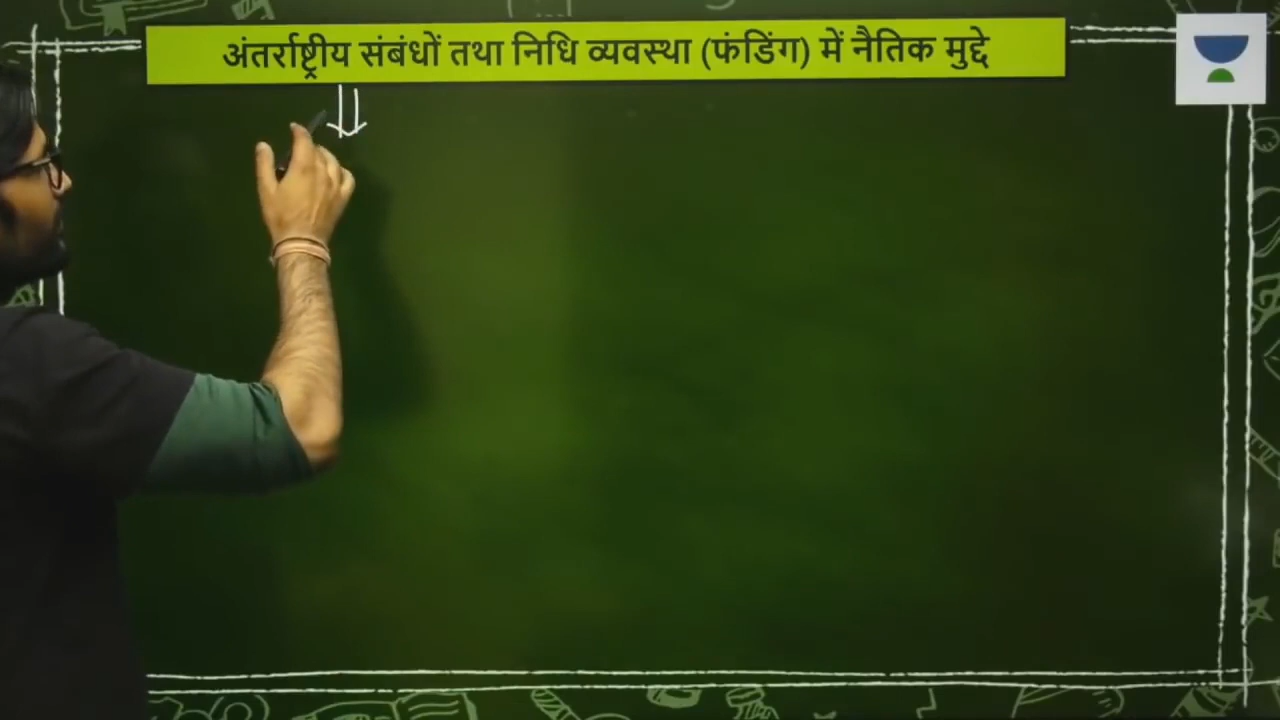 अंतर्राष्ट्रीय संबंधों तथा निधि व्यवस्था (फंडिंग) में नैतिक मुद्दे